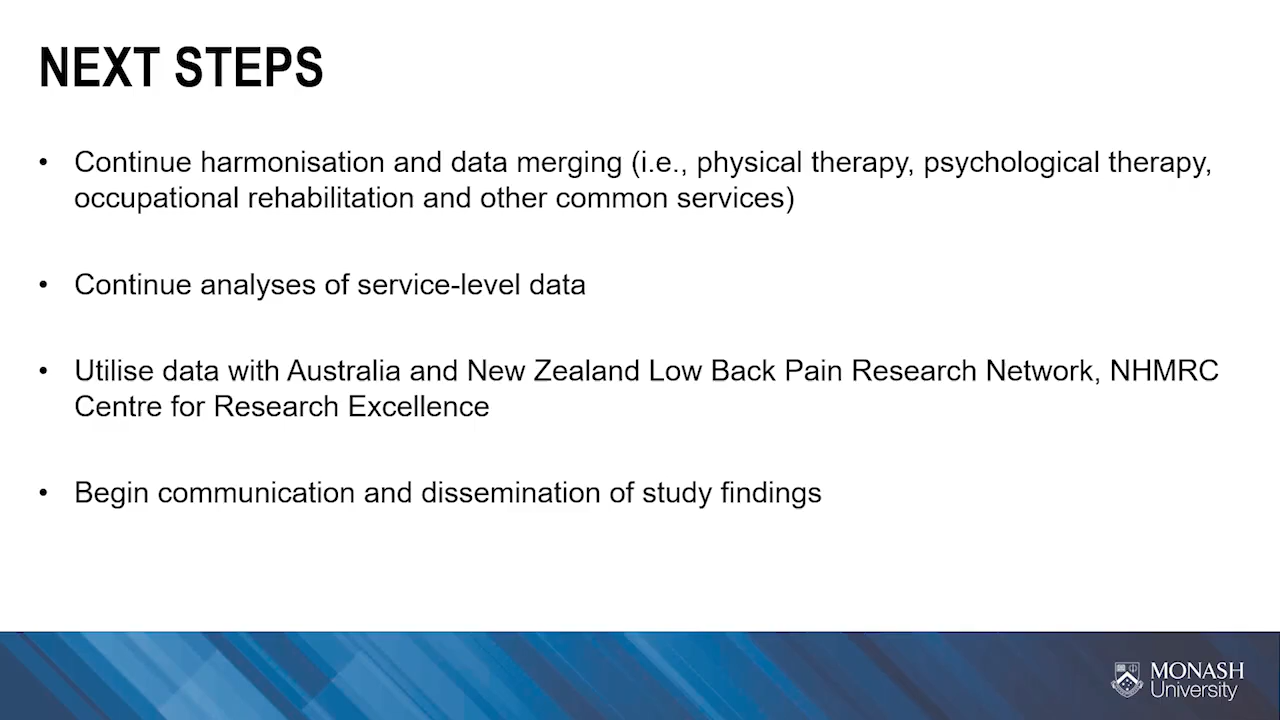 NEXT STEPS
• Continue harmonisation and data merging (i.e., physical therapy, psychological therapy,
occupational rehabilitation and other common services)
• Continue analyses of service-level data
• Utilise data with Australia and New Zealand Low Back Pain Research Network, NHMRC
Centre for Research Excellence
• Begin communication and dissemination of study findings
MONASH
University